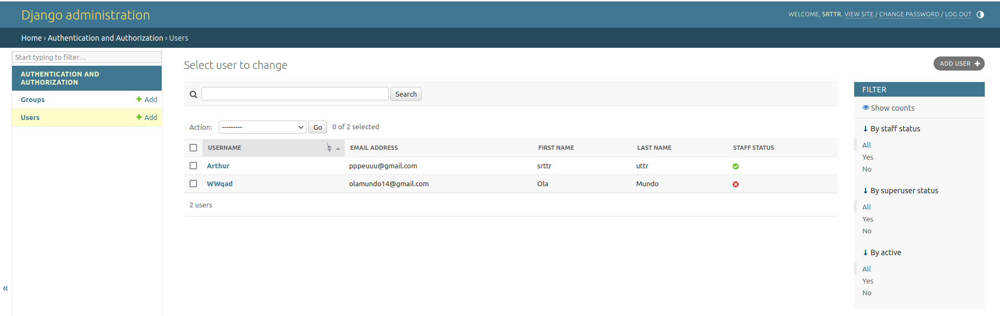 Django administration
WELCOME, SRTTR. VIEW SITE / CHANGE PASSWORD / LOG OUT
Home › Authentication and Authorization › Users
Start typing to filter...
AUTHENTICATION AND
AUTHORIZATION
Groups + Add
Users + Add
«
Select user to change
ADD USER +
Search
Action: --------- Go 0 of 2 selected
USERNAME EMAIL ADDRESS FIRST NAME LAST NAME STAFF STATUS
Arthur pppeuuu@gmail.com srttr uttr
WWqad olamundo14@gmail.com Ola Mundo
2 users
FILTER
Show counts
↓ By staff status
All
Yes
No
↓ By superuser status
All
Yes
No
↓ By active
All
Yes
No